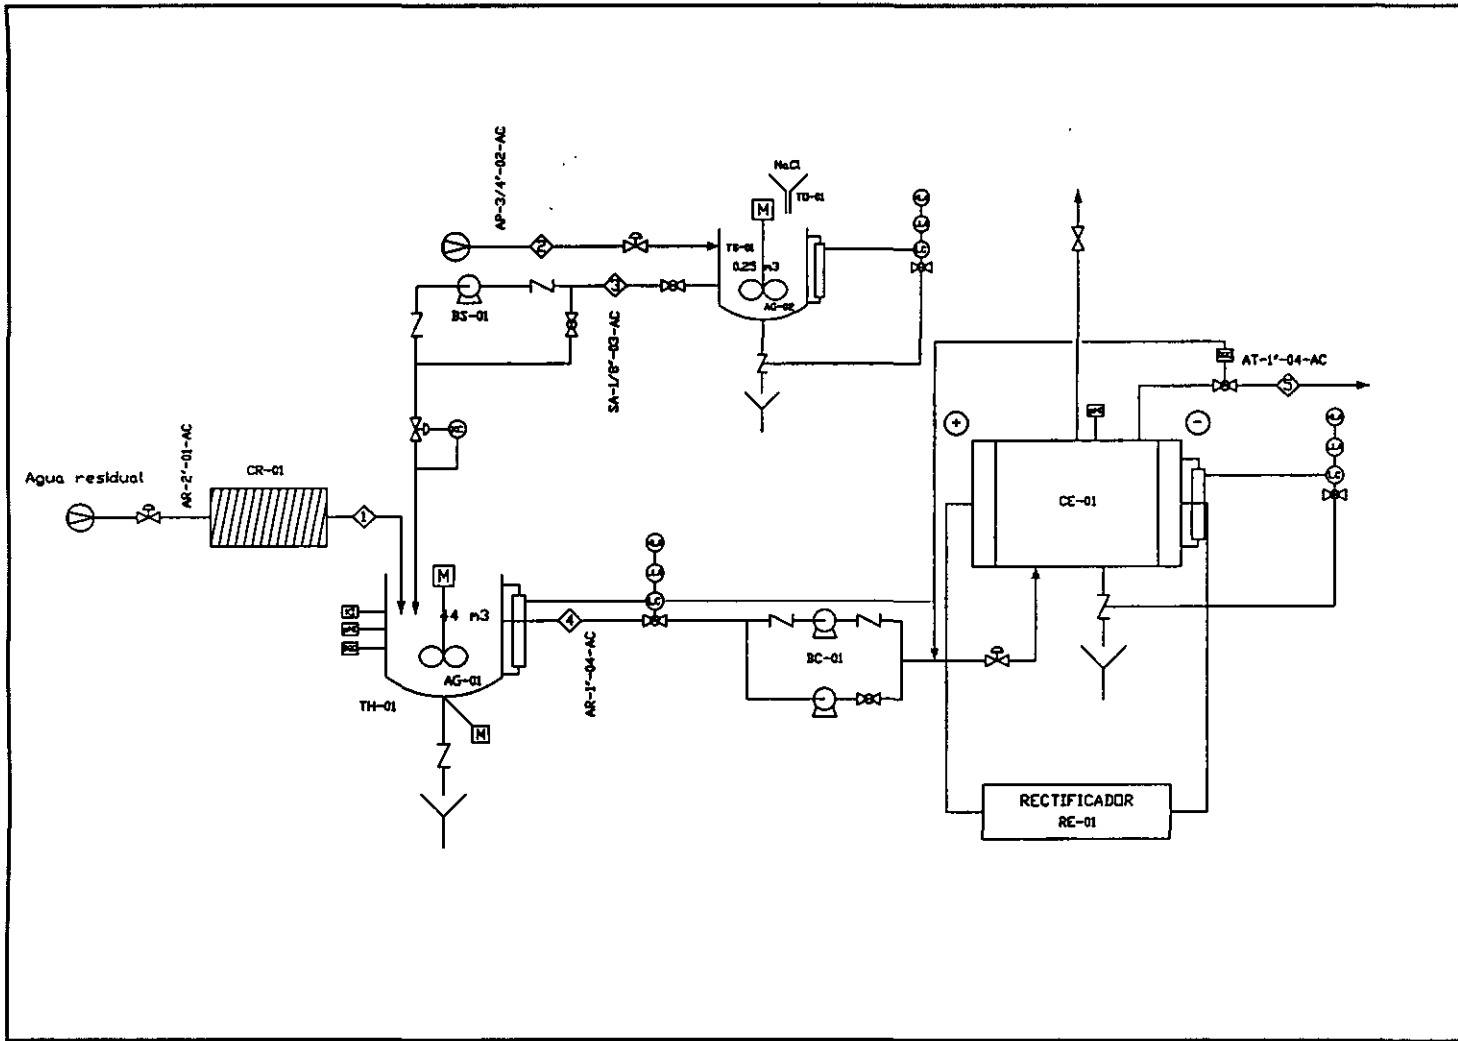 AP-3/4"-02-AC
NaCl
TD-01
M
2
TS-01
0.25 m3
AG-02
3
BS-01
SA-1/8"-03-AC
AT-1"-04-AC
5
+
-
CE-01
Agua residual
AR-2"-01-AC
CR-01
1
M
44 m3
AG-01
TH-01
M
4
AR-1"-04-AC
BC-01
RECTIFICADOR
RE-01
LC
LC
LC